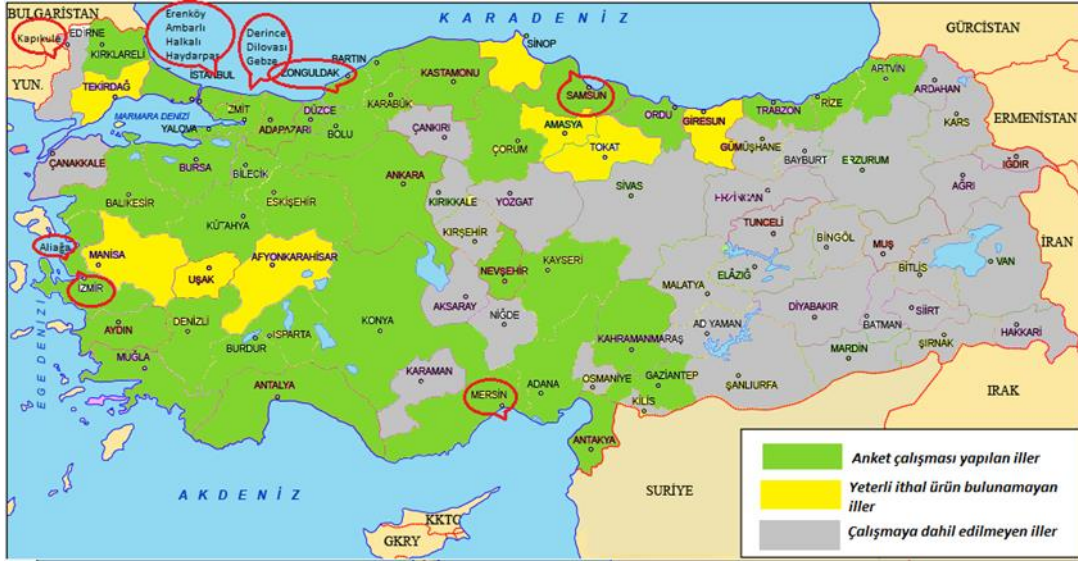 BULGARİSTAN
KARADENİZ
GÜRCİSTAN
Kapıkule
EDİRNE
KIRKLARELİ
Erenköy
Ambarlı
Halkalı
Haydarpaş
İSTANBUL
Derince
Dilovası
Gebze
ZONGULDAK
BARTIN
SİNOP
KASTAMONU
SAMSUN
ARTVİN
ARDAHAN
YUN.
TEKİRDAĞ
MARMARA DENİZİ
YALOVA
İZMİT
ADAPAZARI
DÜZCE
BOLU
KARABÜK
ÇANKIRI
ÇORUM
AMASYA
TOKAT
ORDU
GİRESUN
TRABZON
RİZE
GÜMÜŞHANE
BAYBURT
ERZURUM
KARS
ERMENİSTAN
IĞDIR
AĞRI
ÇANAKKALE
BURSA
BİLECİK
ESKİŞEHİR
ANKARA
KIRIKKALE
YOZGAT
SİVAS
ERZİNCAN
TUNCELİ
BİNGÖL
MUŞ
BİTLİS
VAN
İRAN
BALIKESİR
KÜTAHYA
KIRŞEHİR
NEVŞEHİR
KAYSERİ
MALATYA
ELÂZIĞ
DİYABAKIR
BATMAN
SİİRT
HAKKARİ
ŞIRNAK
MARDİN
Aliağa
MANİSA
UŞAK
AFYONKARAHİSAR
AKSARAY
NİĞDE
İZMİR
EGEDENİZİ
AYDIN
DENİZLİ
ISPARTA
BURDUR
KONYA
KAHRAMANMARAŞ
ADIYAMAN
MUĞLA
ANTALYA
KARAMAN
MERSİN
ADANA
OSMANİYE
GAZİANTEP
KİLİS
ŞANLIURFA
IRAK
ANTAKYA
SURİYE
AKDENİZ
KKTC
GKRY
Anket çalışması yapılan iller
Yeterli ithal ürün bulunamayan
iller
Çalışmaya dahil edilmeyen iller